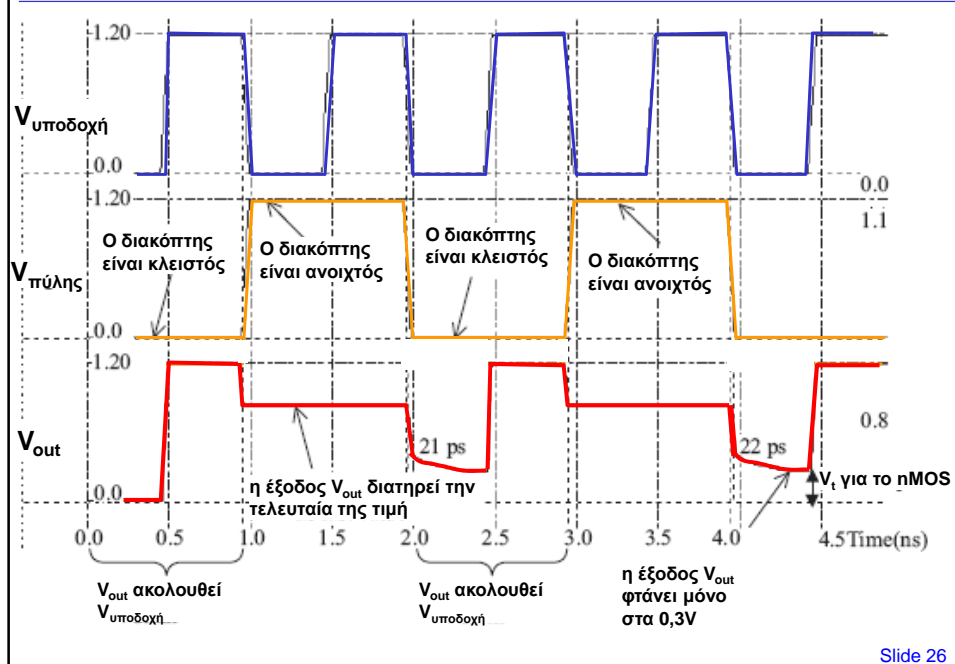 1.20
V υποδοχή
0.0
0.0
1.20
1.1
Ο διακόπτης
είναι κλειστός
Ο διακόπτης
είναι ανοιχτός
Ο διακόπτης
είναι κλειστός
Ο διακόπτης
είναι ανοιχτός
V πύλης
0.0
1.20
0.8
V out
21 ps
22 ps
Vt για το nMOS
η έξοδος Vout διατηρεί την
τελευταία της τιμή
0.0
0.0 0.5 1.0 1.5 2.0 2.5 3.0 3.5 4.0 4.5 Time(ns)
Vout ακολουθεί
Vυποδοχή
Vout ακολουθεί
Vυποδοχή
η έξοδος Vout
φτάνει μόνο
στα 0,3V
Slide 26